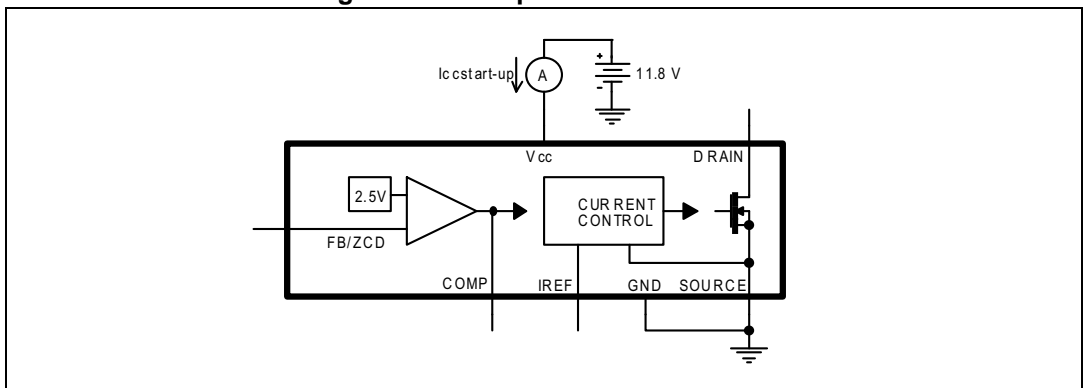 Iccstart-up
A
11.8 V
Vcc
DRAIN
2.5V
CURRENT
CONTROL
FB/ZCD
COMP
IREF
GND
SOURCE